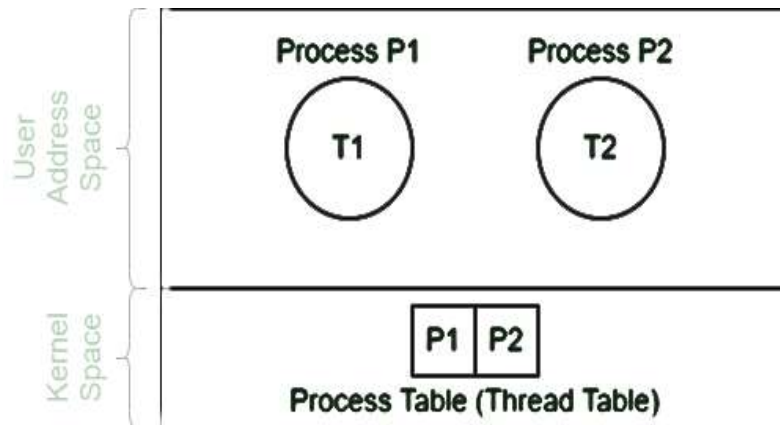 Process P1
Process P2
User
Address
Space
T1
T2
Kernel
Space
P1
P2
Process Table (Thread Table)